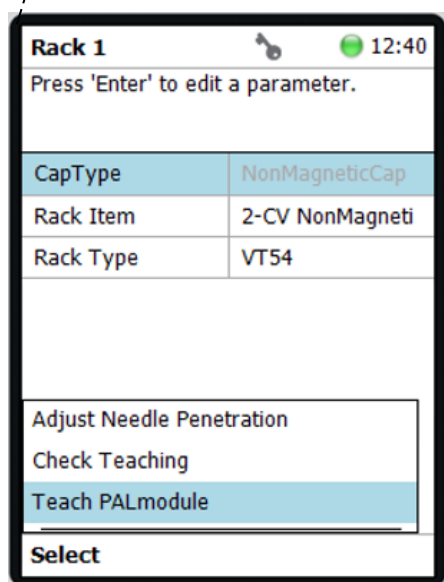 Rack 1 12:40
Press 'Enter' to edit a parameter.
CapType NonMagneticCap
Rack Item 2-CV NonMagneti
Rack Type VT54
Adjust Needle Penetration
Check Teaching
Teach PALmodule
Select